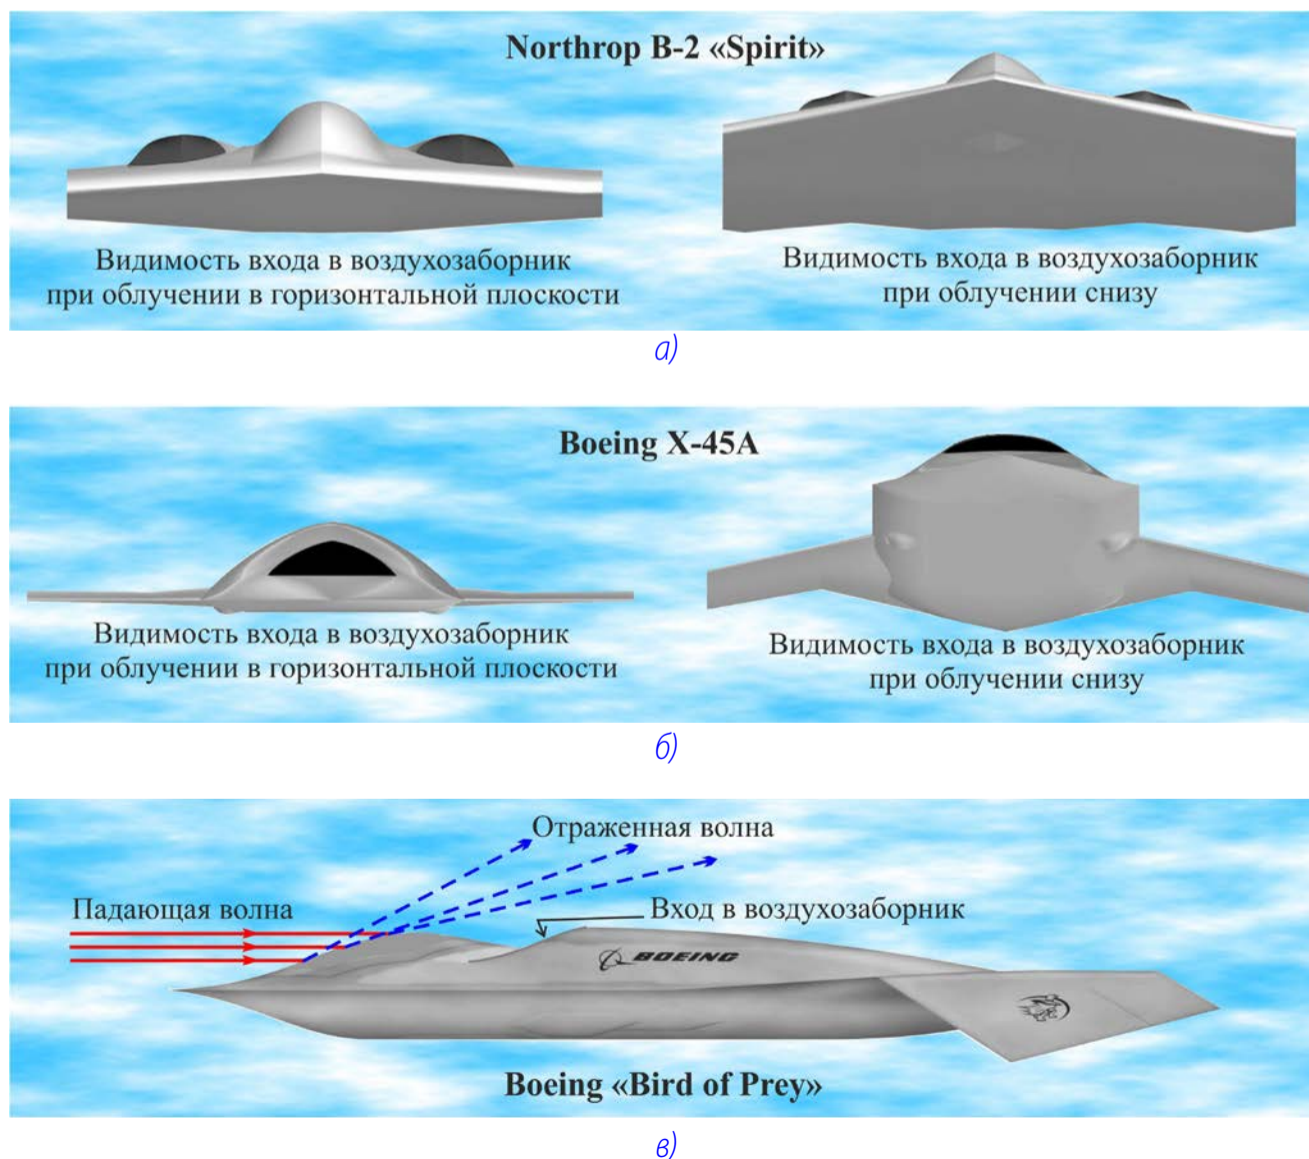 Northrop B-2 «Spirit»
Видимость входа в воздухозаборник
при облучении в горизонтальной плоскости
Видимость входа в воздухозаборник
при облучении снизу
а)
Boeing X-45A
Видимость входа в воздухозаборник
при облучении в горизонтальной плоскости
Видимость входа в воздухозаборник
при облучении снизу
б)
Отраженная волна
Падающая волна
Вход в воздухозаборник
BOEING
Boeing «Bird of Prey»
в)